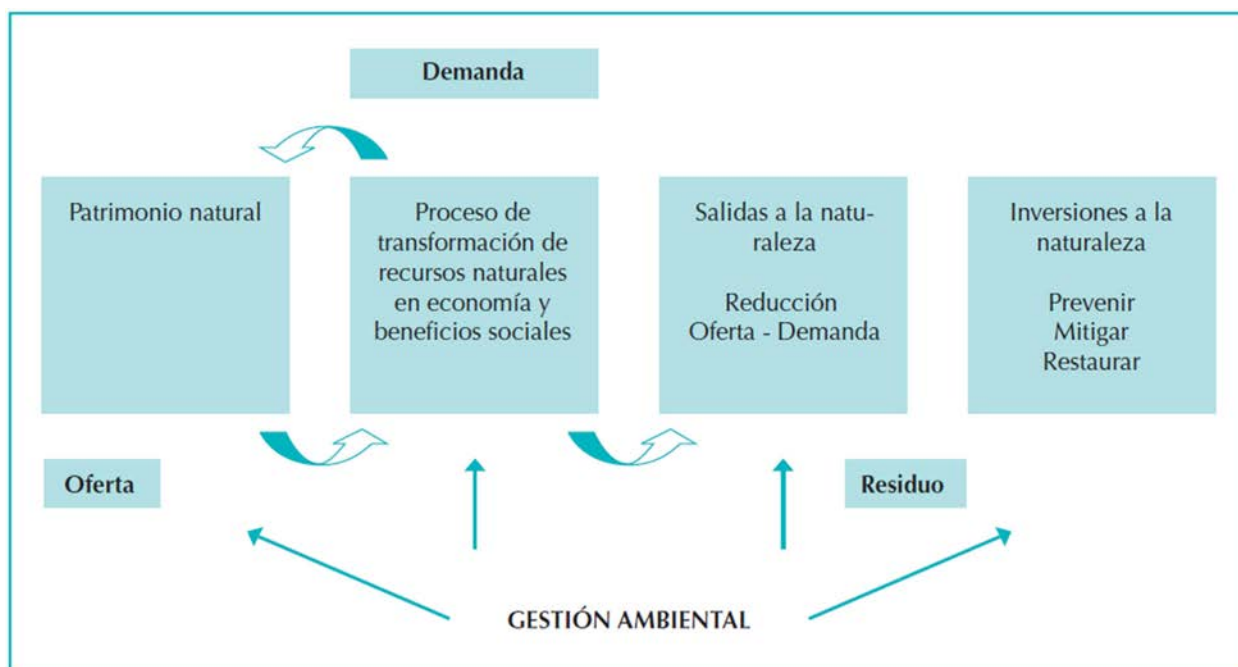 Demanda
Patrimonio natural
Proceso de
transformación de
recursos naturales
en economía y
beneficios sociales
Salidas a la natu-
raleza
Reducción
Oferta - Demanda
Inversiones a la
naturaleza
Prevenir
Mitigar
Restaurar
Oferta
Residuo
GESTIÓN AMBIENTAL